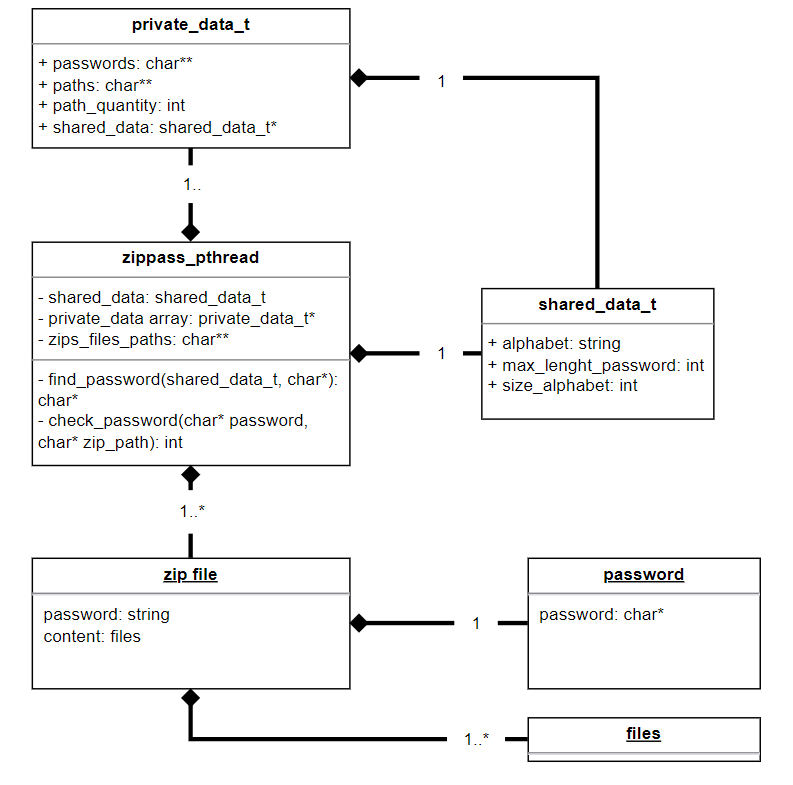 private_data_t
+ passwords: char**
+ paths: char**
+ path_quantity: int
+ shared_data: shared_data_t*
1
1..
zippass_pthread
- shared_data: shared_data_t
- private_data array: private_data_t*
- zips_files_paths: char**
- find_password(shared_data_t, char*):
char*
- check_password(char* password,
char* zip_path): int
1
shared_data_t
+ alphabet: string
+ max_lenght_password: int
+ size_alphabet: int
1..*
zip file
password: string
content: files
1
password
password: char*
1..*
files